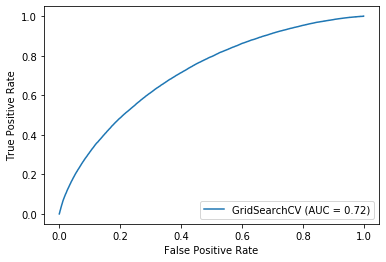 1.0
0.8
0.6
0.4
0.2
0.0
True Positive Rate
GridSearchCV (AUC = 0.72)
0.0 0.2 0.4 0.6 0.8 1.0
False Positive Rate